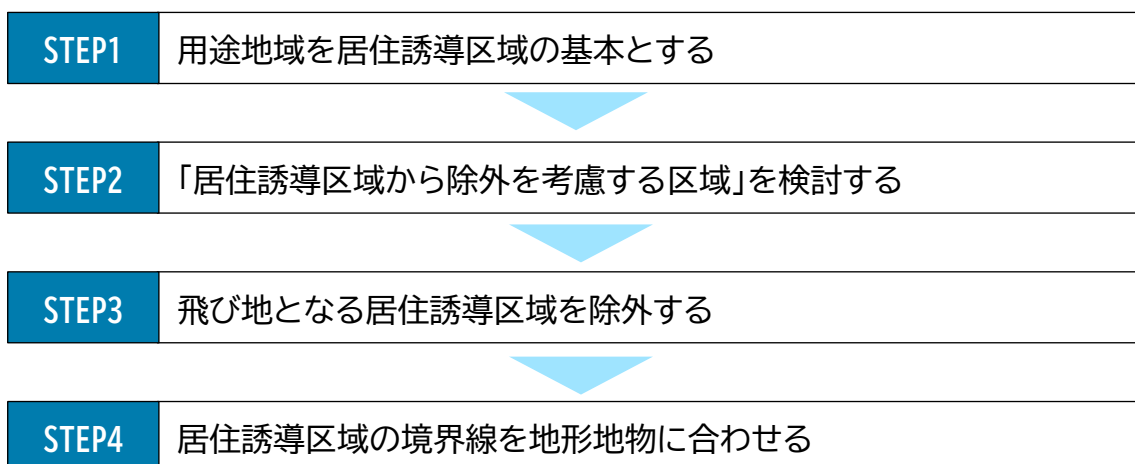 STEP1 用途地域を居住誘導区域の基本とする
STEP2 「居住誘導区域から除外を考慮する区域」を検討する
STEP3 飛び地となる居住誘導区域を除外する
STEP4 居住誘導区域の境界線を地形地物に合わせる